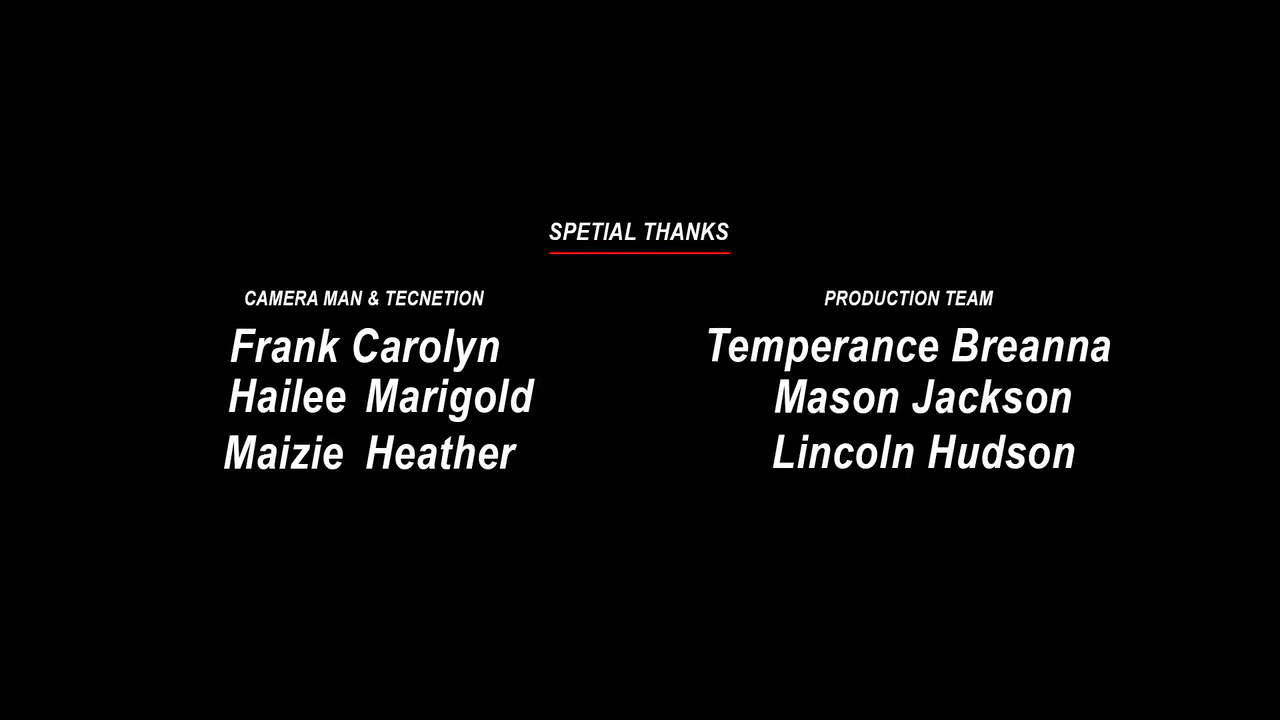 SPETIAL THANKS
CAMERA MAN & TECNETION
Frank Carolyn
Hailee Marigold
Maizie Heather
PRODUCTION TEAM
Temperance Breanna
Mason Jackson
Lincoln Hudson